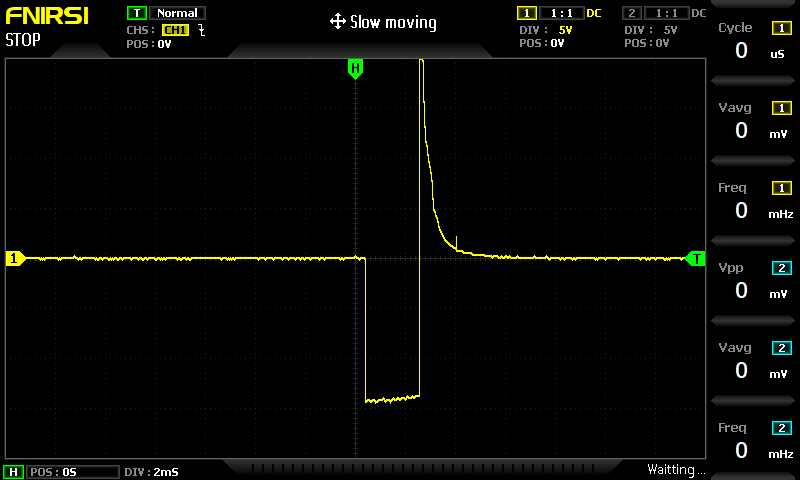 FNIRSI
STOP
T Normal
CHS: CH1
POS: 0V
Slow moving
1 1:1 DC
DIV: 5V
POS: 0V
2 1:1 DC
DIV: 5V
POS: 0V
H
1
T
Cycle 1
0 uS
Vavg 1
0 mV
Freq 1
0 mHz
Vpp 2
0 mV
Vavg 2
0 mV
Freq 2
0 mHz
H POS: 0S DIV: 2mS
Waitting...